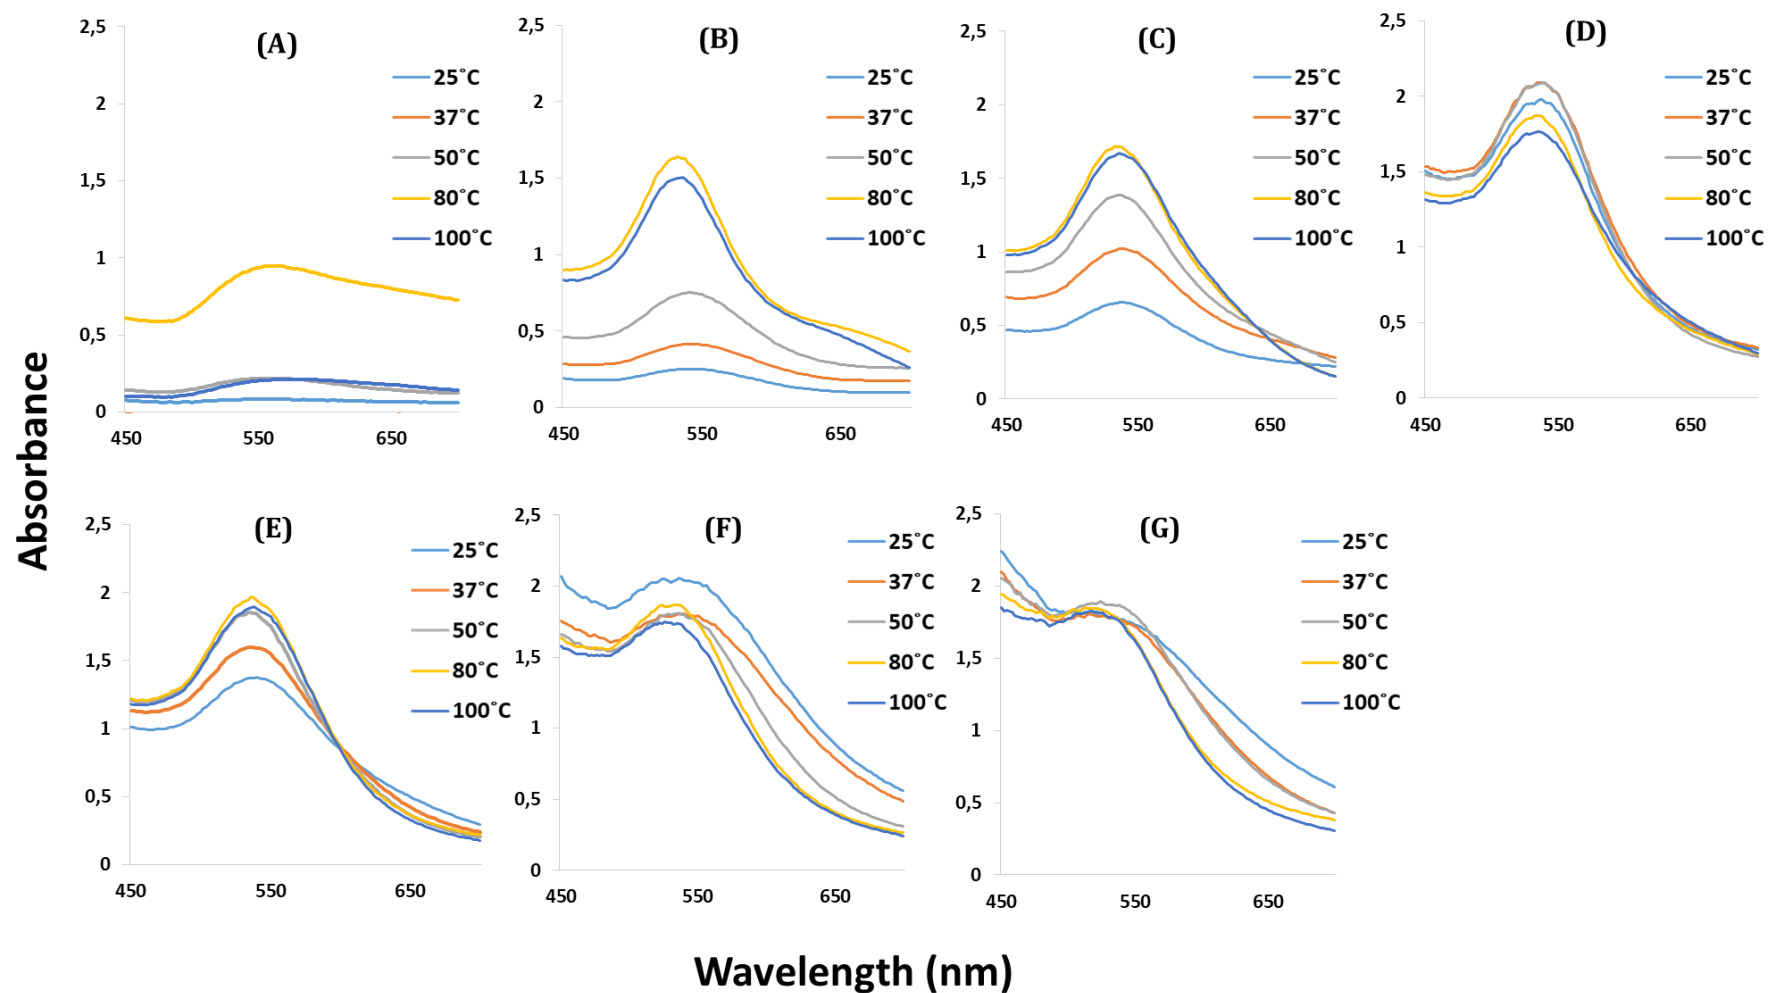 (A)
2,5
2
1,5
1
0,5
0
450
550
650
25˚C
37˚C
50˚C
80˚C
100˚C
(B)
2,5
2
1,5
1
0,5
0
450
550
650
25˚C
37˚C
50˚C
80˚C
100˚C
(C)
2,5
2
1,5
1
0,5
0
450
550
650
25˚C
37˚C
50˚C
80˚C
100˚C
(D)
2,5
2
1,5
1
0,5
0
450
550
650
25˚C
37˚C
50˚C
80˚C
100˚C
Absorbance
(E)
2,5
2
1,5
1
0,5
0
450
550
650
25˚C
37˚C
50˚C
80˚C
100˚C
(F)
2,5
2
1,5
1
0,5
0
450
550
650
25˚C
37˚C
50˚C
80˚C
100˚C
(G)
2,5
2
1,5
1
0,5
0
450
550
650
25˚C
37˚C
50˚C
80˚C
100˚C
Wavelength (nm)